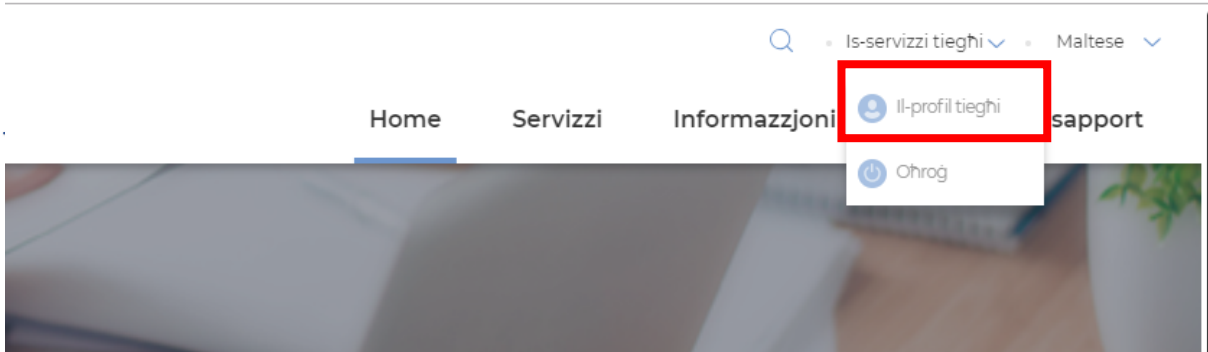 Is-servizzi tiegħi
Maltese
Home
Servizzi
Informazzjoni
sapport
Il-profil tiegħi
Oħroġ